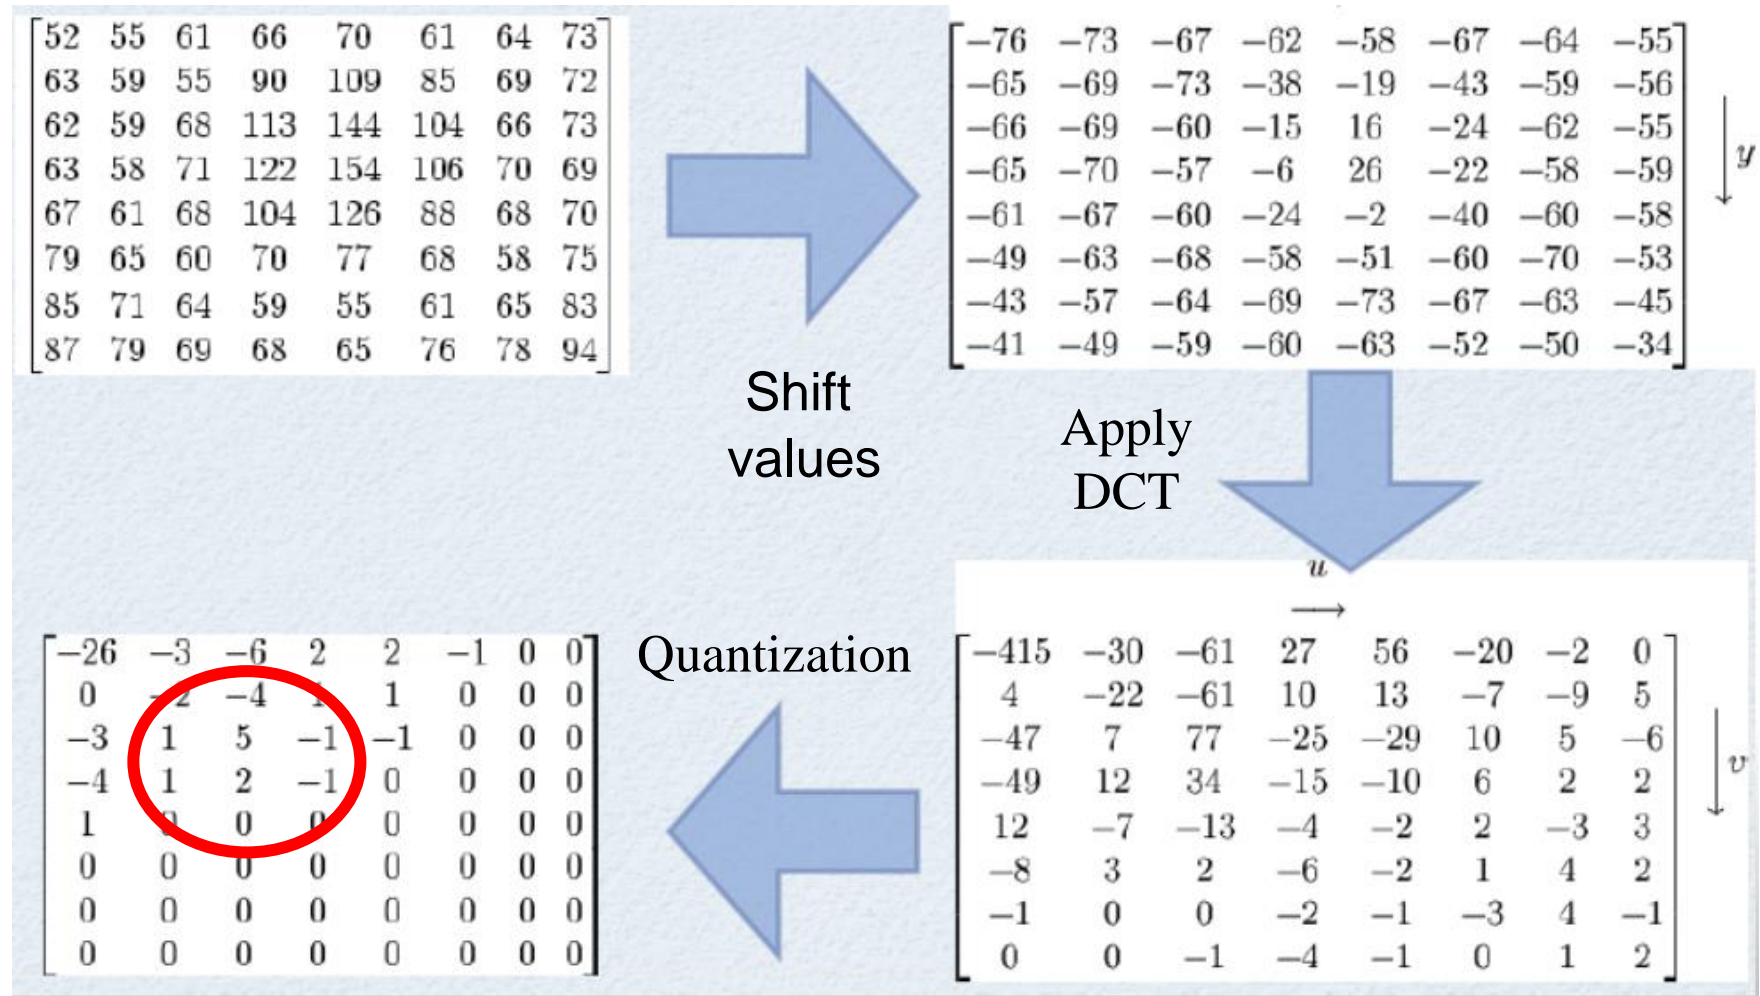 52 55 61 66 70 61 64 73
63 59 55 90 109 85 69 72
62 59 68 113 144 104 66 73
63 58 71 122 154 106 70 69
67 61 68 104 126 88 68 70
79 65 60 70 77 68 58 75
85 71 64 59 55 61 65 83
87 79 69 68 65 76 78 94
Shift
values
−76 −73 −67 −62 −58 −67 −64 −55
−65 −69 −73 −38 −19 −43 −59 −56
−66 −69 −60 −15 16 −24 −62 −55
−65 −70 −57 −6 26 −22 −58 −59
−61 −67 −60 −24 −2 −40 −60 −58
−49 −63 −68 −58 −51 −60 −70 −53
−43 −57 −64 −69 −73 −67 −63 −45
−41 −49 −59 −60 −63 −52 −50 −34
y
Apply
DCT
u
−415 −30 −61 27 56 −20 −2 0
4 −22 −61 10 13 −7 −9 5
−47 7 77 −25 −29 10 5 −6
−49 12 34 −15 −10 6 2 2
12 −7 −13 −4 −2 2 −3 3
−8 3 2 −6 −2 1 4 2
−1 0 0 −2 −1 −3 4 −1
0 0 −1 −4 −1 0 1 2
v
Quantization
−26 −3 −6 2 2 −1 0 0
0 −2 −4 1 1 0 0 0
−3 1 5 −1 −1 0 0 0
−4 1 2 −1 0 0 0 0
1 0 0 0 0 0 0 0
0 0 0 0 0 0 0 0
0 0 0 0 0 0 0 0
0 0 0 0 0 0 0 0